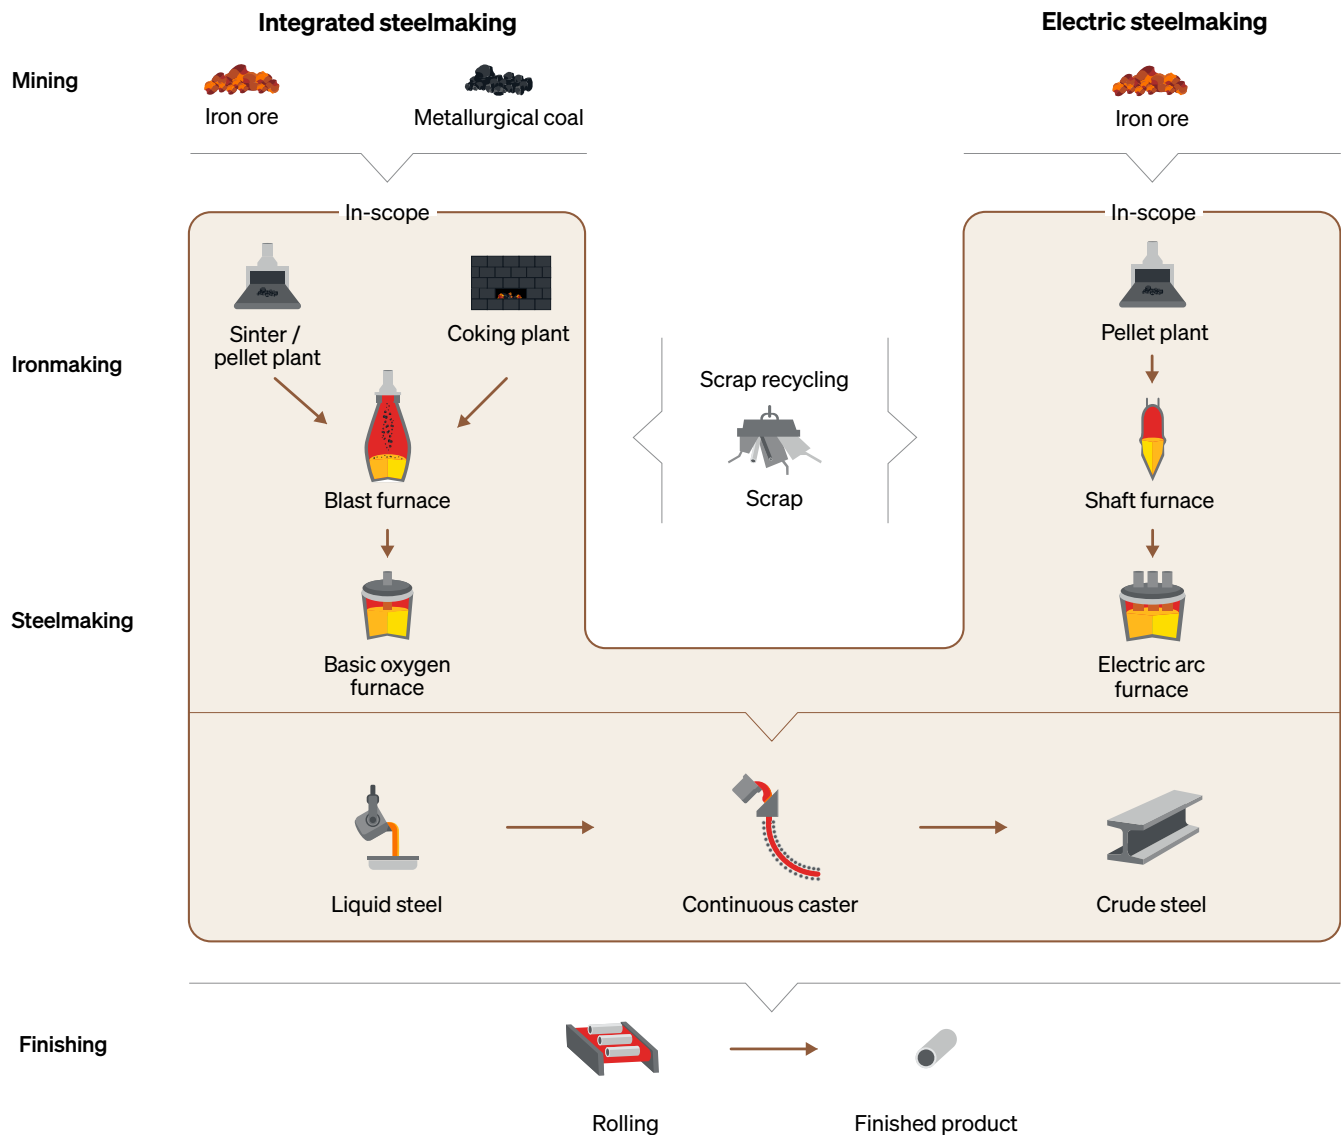 Integrated steelmaking
Electric steelmaking
Mining
Iron ore
Metallurgical coal
Iron ore
In-scope
In-scope
Ironmaking
Sinter /
pellet plant
Coking plant
Blast furnace
Scrap recycling
Scrap
Pellet plant
Shaft furnace
Steelmaking
Basic oxygen
furnace
Electric arc
furnace
Liquid steel
Continuous caster
Crude steel
Finishing
Rolling
Finished product